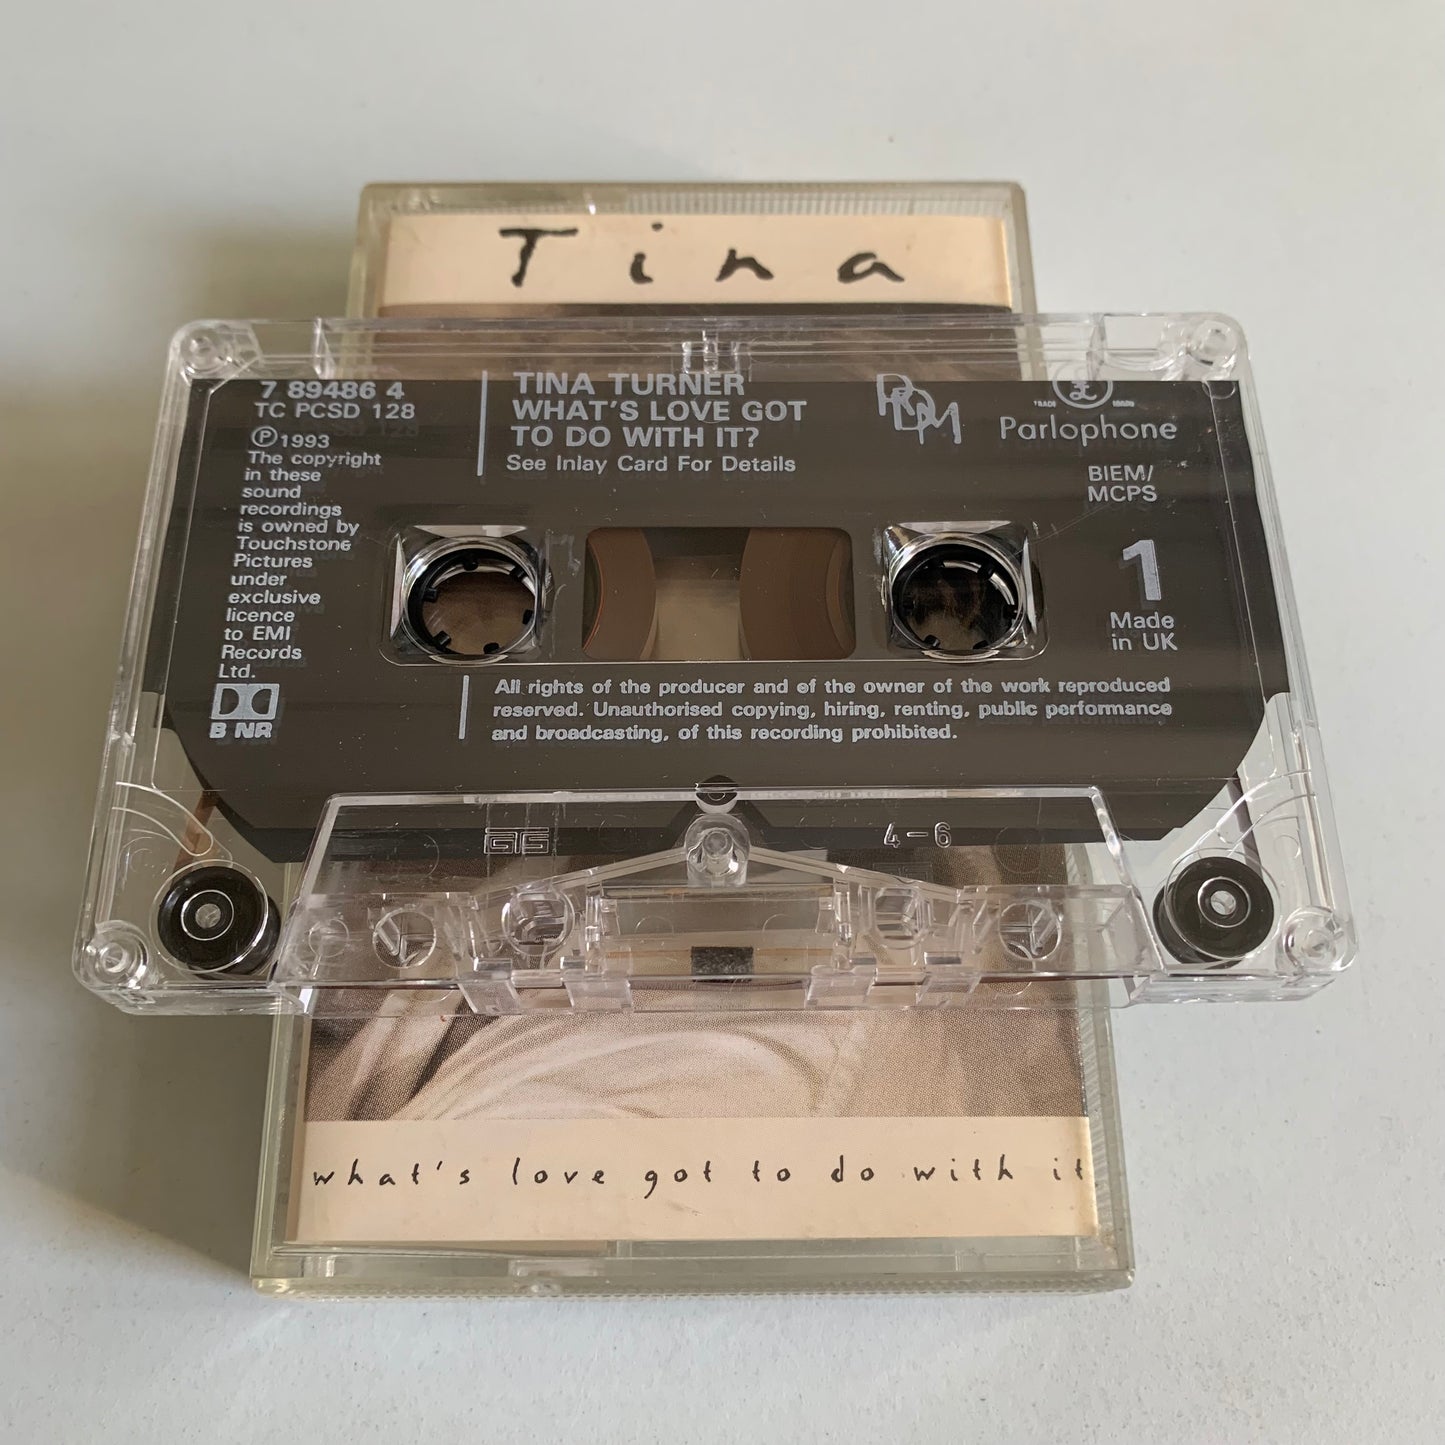 Tina
7 89486 4
TC PCSD 128
Ⓟ1993
The copyright
in these
sound
recordings
is owned by
Touchstone
Pictures
under
exclusive
licence
to EMI
Records
Ltd.
B NR
TINA TURNER
WHAT'S LOVE GOT
TO DO WITH IT?
See Inlay Card For Details
RDM
TRADE MARK
Parlophone
BIEM/
MCPS
1
Made
in UK
All rights of the producer and of the owner of the work reproduced
reserved. Unauthorised copying, hiring, renting, public performance
and broadcasting, of this recording prohibited.
4-6
what's love got to do with it